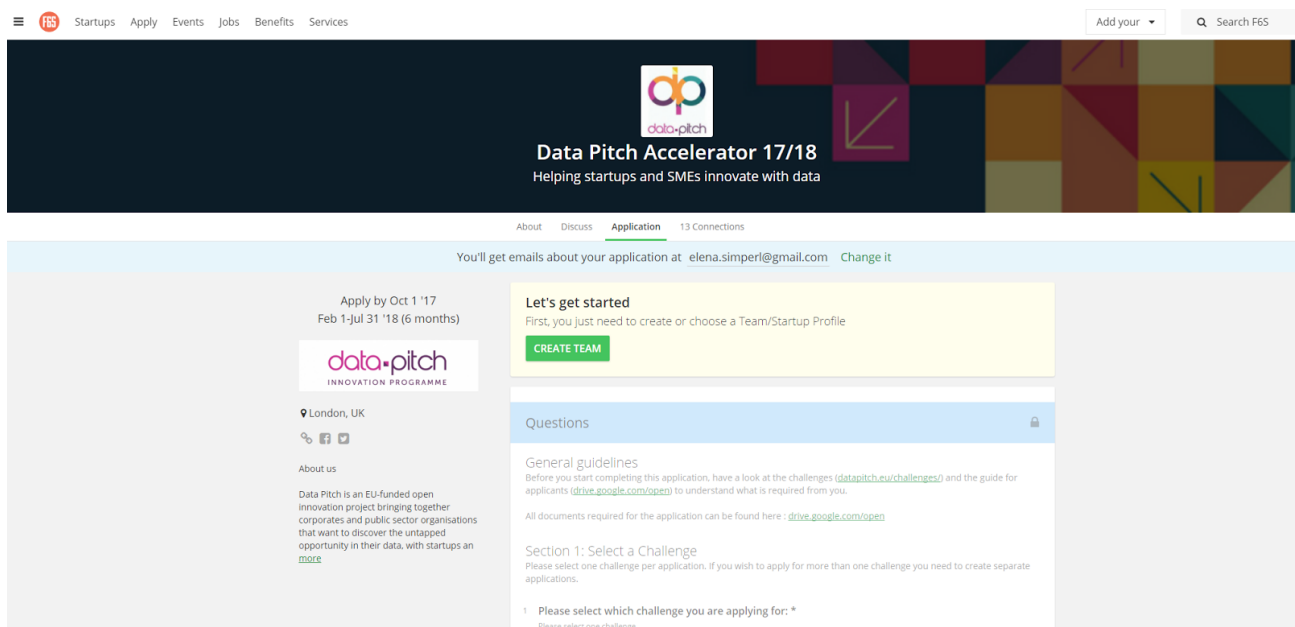 F6S Startups Apply Events Jobs Benefits Services Add your Search F6S
dp
data-pitch
Data Pitch Accelerator 17/18
Helping startups and SMEs innovate with data
About Discuss Application 13 Connections
You'll get emails about your application at elena.simperl@gmail.com Change it
Apply by Oct 1 '17
Feb 1-Jul 31 '18 (6 months)
data•pitch
INNOVATION PROGRAMME
London, UK
About us
Data Pitch is an EU-funded open
innovation project bringing together
corporates and public sector organisations
that want to discover the untapped
opportunity in their data, with startups an
more
Let's get started
First, you just need to create or choose a Team/Startup Profile
CREATE TEAM
Questions
General guidelines
Before you start completing this application, have a look at the challenges (datapitch.eu/challenges/) and the guide for
applicants (drive.google.com/open) to understand what is required from you.
All documents required for the application can be found here : drive.google.com/open
Section 1: Select a Challenge
Please select one challenge per application. If you wish to apply for more than one challenge you need to create separate
applications.
1 Please select which challenge you are applying for: *
Please select one challenge